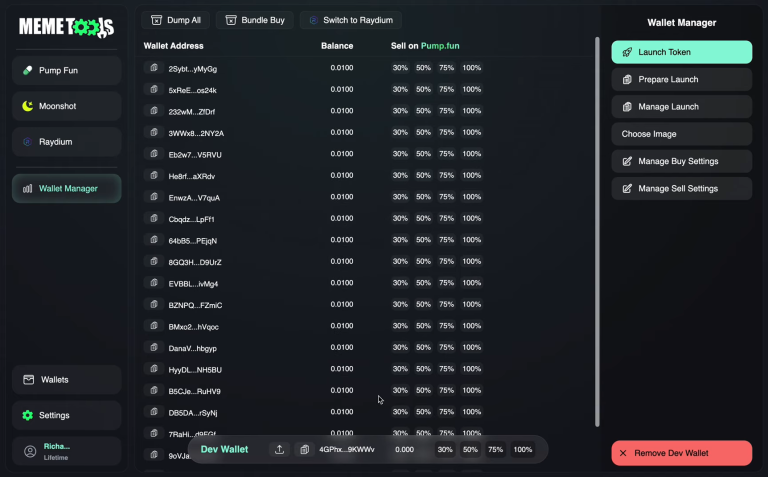 MEMETOOLS
Pump Fun
Moonshot
Raydium
Wallet Manager
Wallets
Settings
Richa...
Lifetime
Dump All
Bundle Buy
Switch to Raydium
Wallet Address Balance Sell on Pump.fun
2Sybt...yMyGg 0.0100 30% 50% 75% 100%
5xReE...os24k 0.0100 30% 50% 75% 100%
232wM...ZfDrf 0.0100 30% 50% 75% 100%
3WWx8...2NY2A 0.0100 30% 50% 75% 100%
Eb2w7...V5RVU 0.0100 30% 50% 75% 100%
He8rf...aXRdv 0.0100 30% 50% 75% 100%
EnwzA...V7quA 0.0100 30% 50% 75% 100%
Cbqdz...LpFf1 0.0100 30% 50% 75% 100%
64bB5...PEjqN 0.0100 30% 50% 75% 100%
8GQ3H...D9UrZ 0.0100 30% 50% 75% 100%
EVBBL...ivMg4 0.0100 30% 50% 75% 100%
BZNPQ...FZmiC 0.0100 30% 50% 75% 100%
BMxo2...hVqoc 0.0100 30% 50% 75% 100%
DanaV...hbgyp 0.0100 30% 50% 75% 100%
HyyDL...NH5BU 0.0100 30% 50% 75% 100%
B5CJe...RuHV9 0.0100 30% 50% 75% 100%
DB5DA...rSyNj 0.0100 30% 50% 75% 100%
7RaHi...d9FGf 0.0100 30% 50% 75% 100%
Dev Wallet 4GPhx...9KWWv 0.000 30% 50% 75% 100%
Wallet Manager
Launch Token
Prepare Launch
Manage Launch
Choose Image
Manage Buy Settings
Manage Sell Settings
Remove Dev Wallet